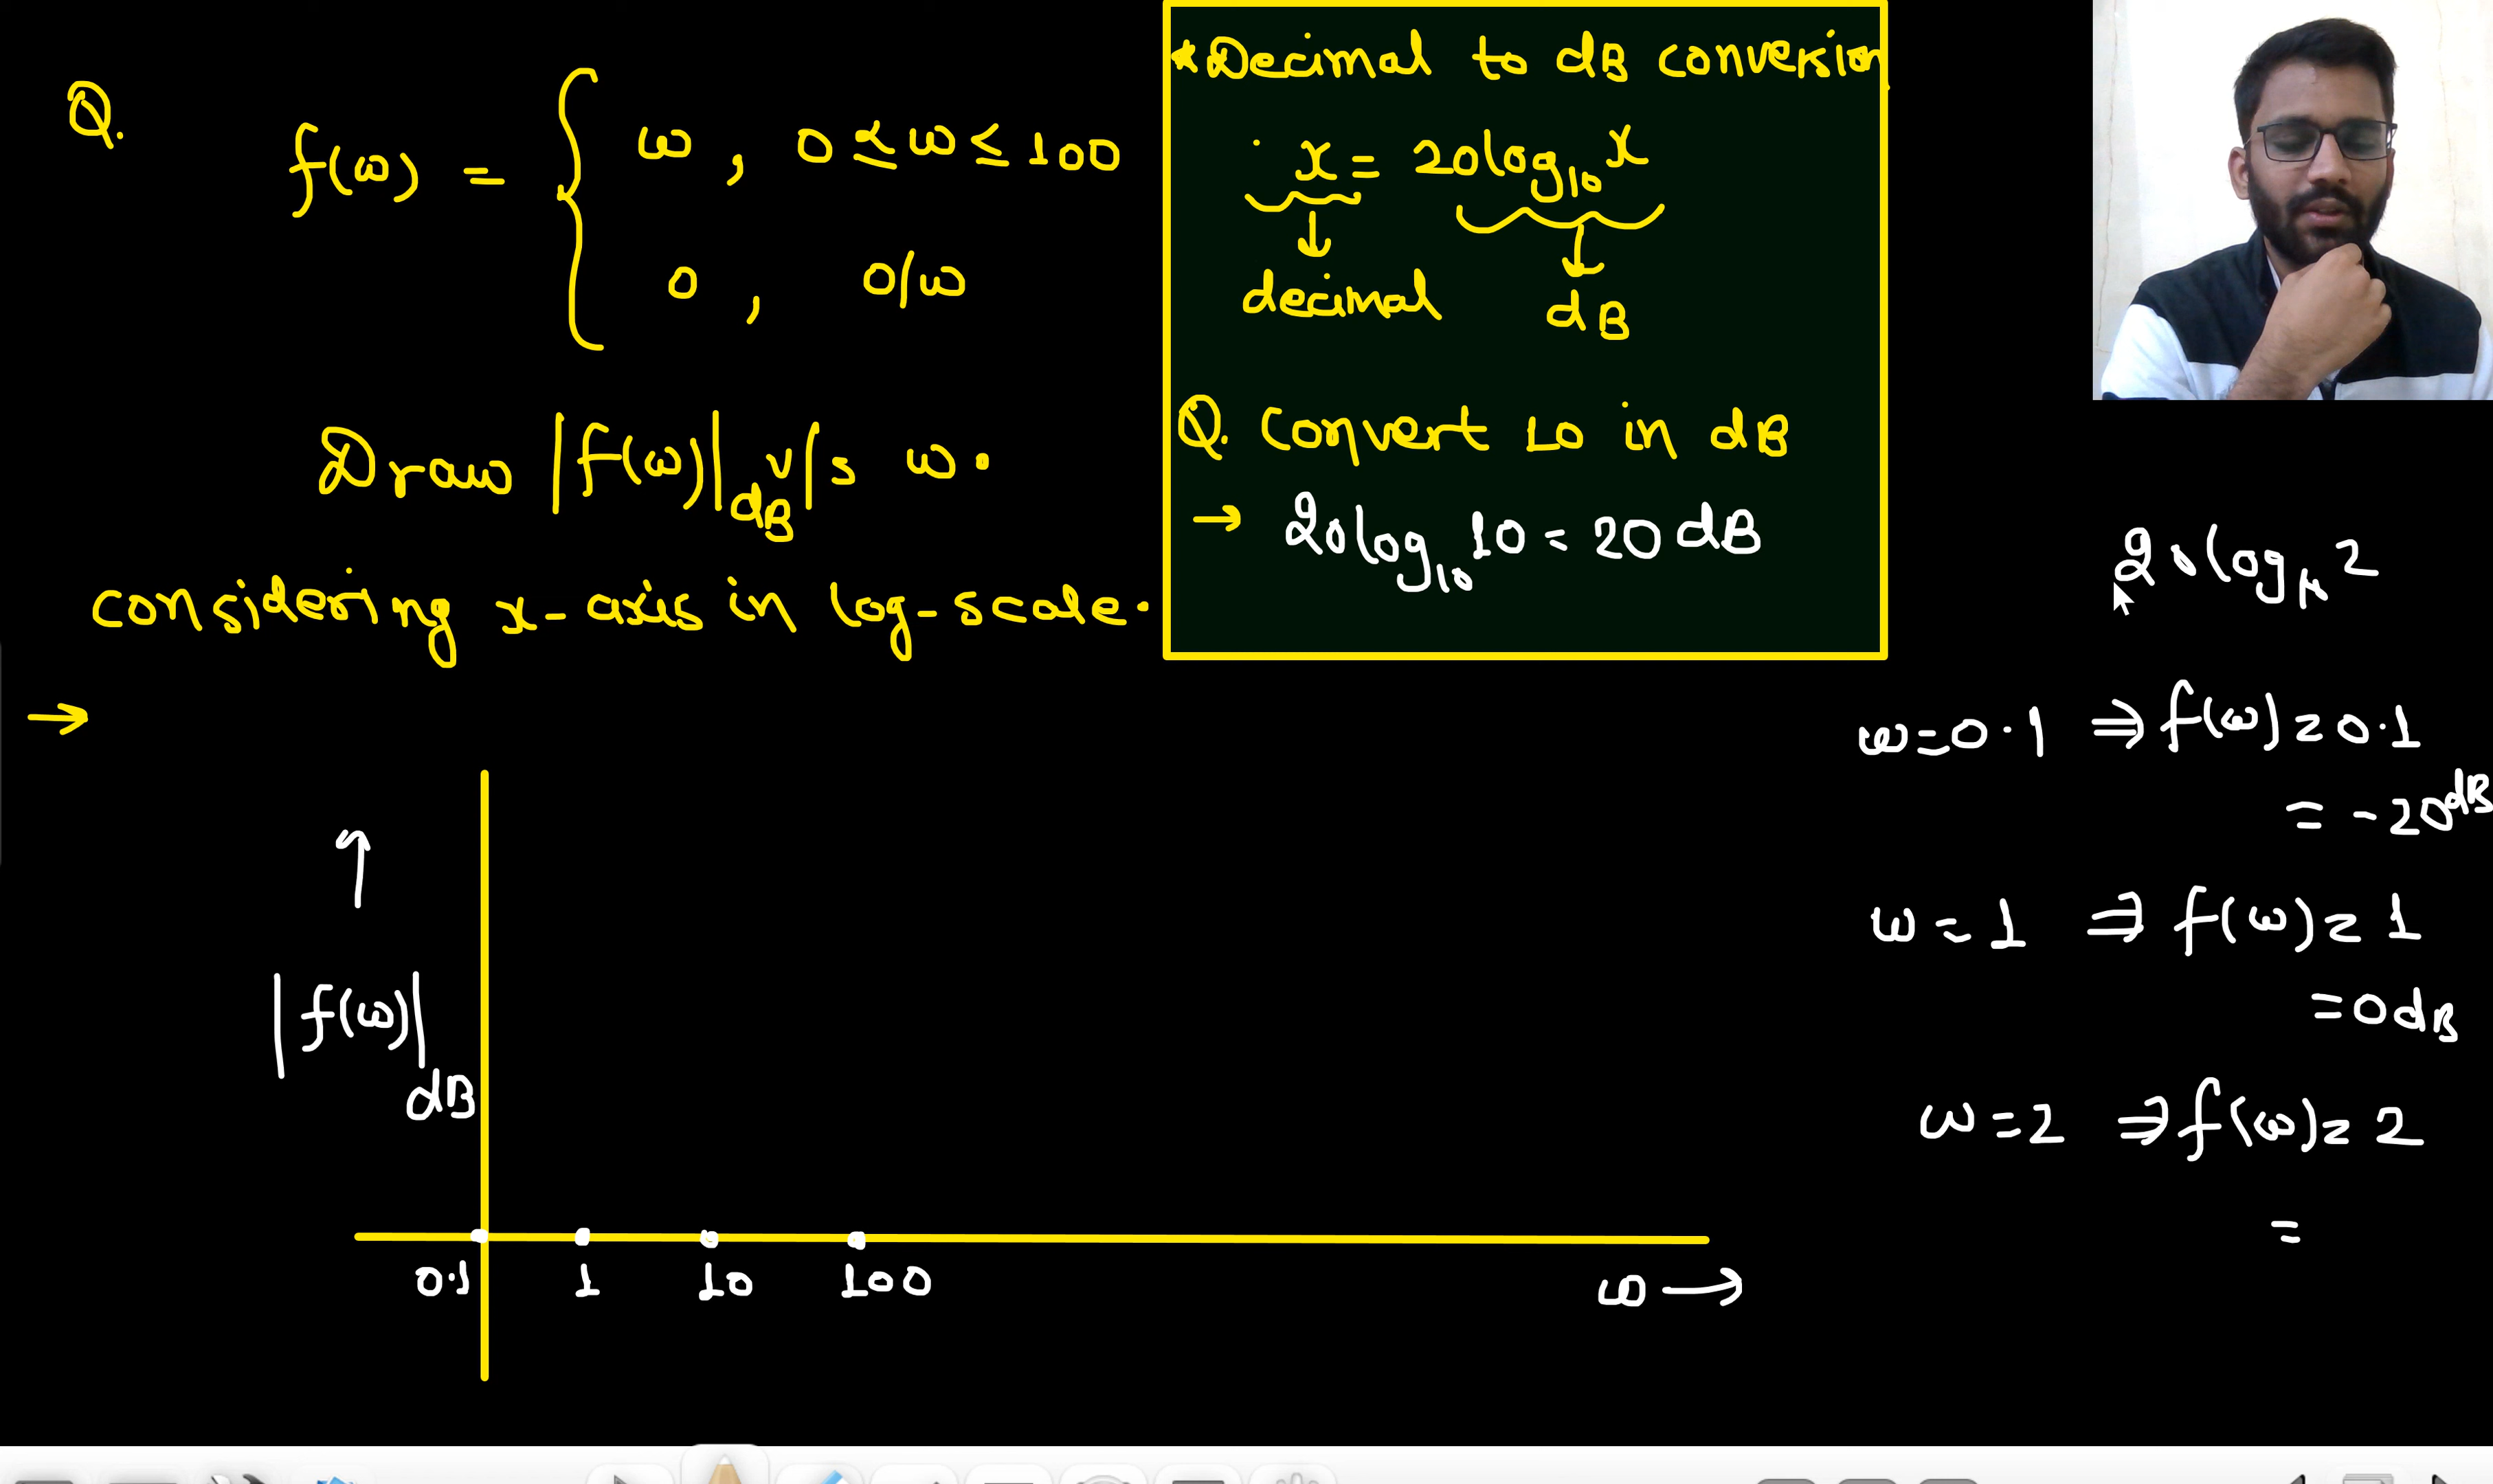 Q. f(ω) = { ω , 0 ≤ ω ≤ 100
0 , 0/ω
Draw |f(ω)|dB v/s ω.
considering x-axis in log-scale.
→
*Decimal to dB conversion
x = 20log10 x
decimal dB
Q. Convert 10 in dB
→ 20log10 10 = 20 dB
20log 2
ω=0.1 ⇒ f(ω) = 0.1
= -20dB
ω=1 ⇒ f(ω) = 1
=0dB
ω=2 ⇒ f(ω) = 2
=
↑
|f(ω)|dB
0.1 1 10 100 ω →